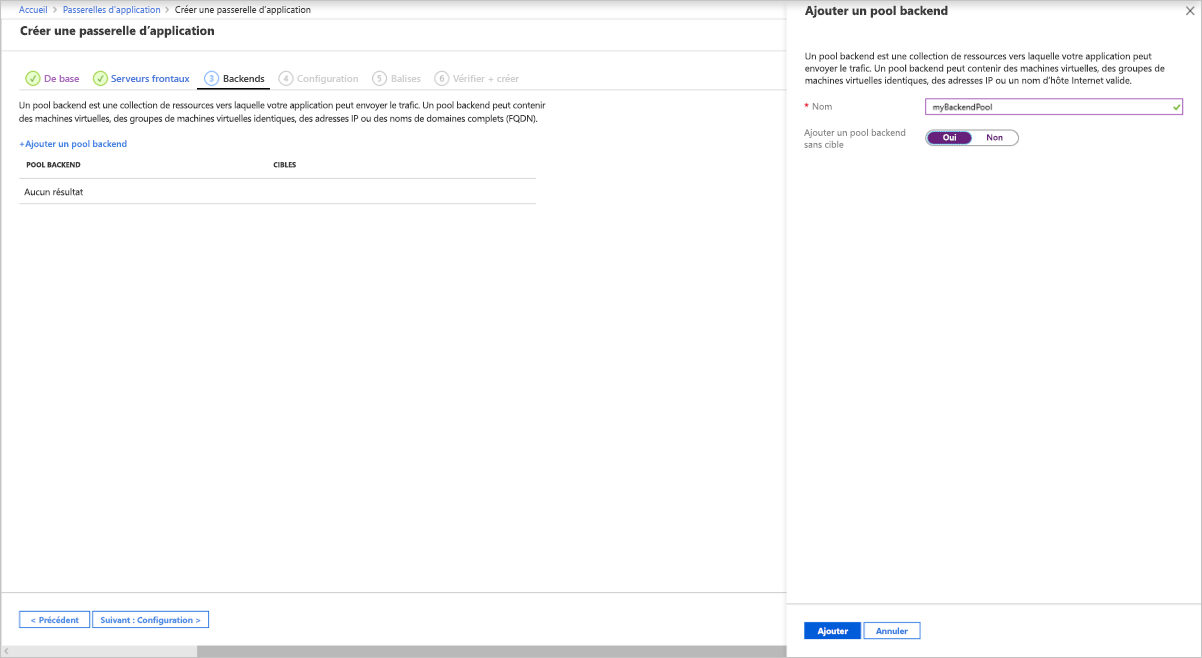 Accueil > Passerelles d'application > Créer une passerelle d'application
Créer une passerelle d'application
De base
Serveurs frontaux
3 Backends
4 Configuration
5 Balises
6 Vérifier + créer
Un pool backend est une collection de ressources vers laquelle votre application peut envoyer le trafic. Un pool backend peut contenir
des machines virtuelles, des groupes de machines virtuelles identiques, des adresses IP ou des noms de domaines complets (FQDN).
+Ajouter un pool backend
POOL BACKEND CIBLES
Aucun résultat
< Précédent
Suivant : Configuration >
Ajouter un pool backend
Un pool backend est une collection de ressources vers laquelle votre application peut
envoyer le trafic. Un pool backend peut contenir des machines virtuelles, des groupes de
machines virtuelles identiques, des adresses IP ou un nom d'hôte Internet valide.
* Nom
myBackendPool
Ajouter un pool backend
sans cible
Oui Non
Ajouter
Annuler